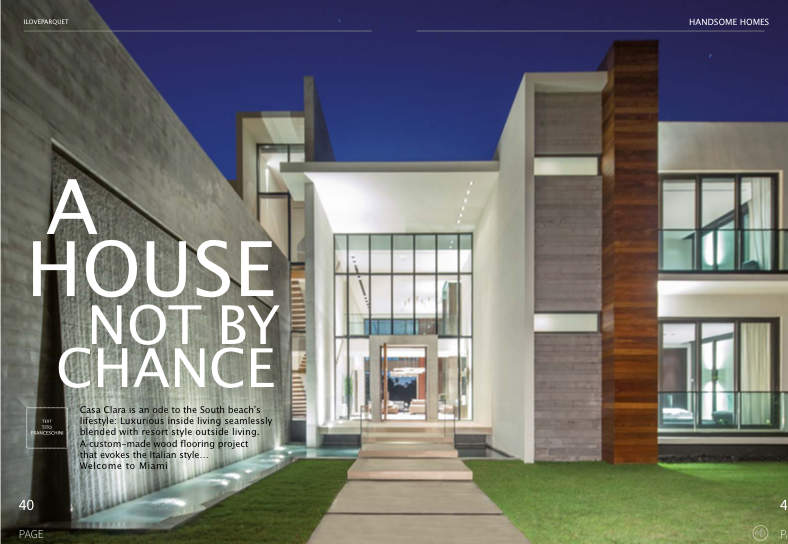 ILOVEPARQUET
HANDSOME HOMES
A
HOUSE
NOT BY
CHANCE
TEXT
TITO
FRANCESCHINI
Casa Clara is an ode to the South beach's
lifestyle: Luxurious inside living seamlessly
blended with resort style outside living.
A custom-made wood flooring project
that evokes the Italian style...
Welcome to Miami
40
PAGE
4